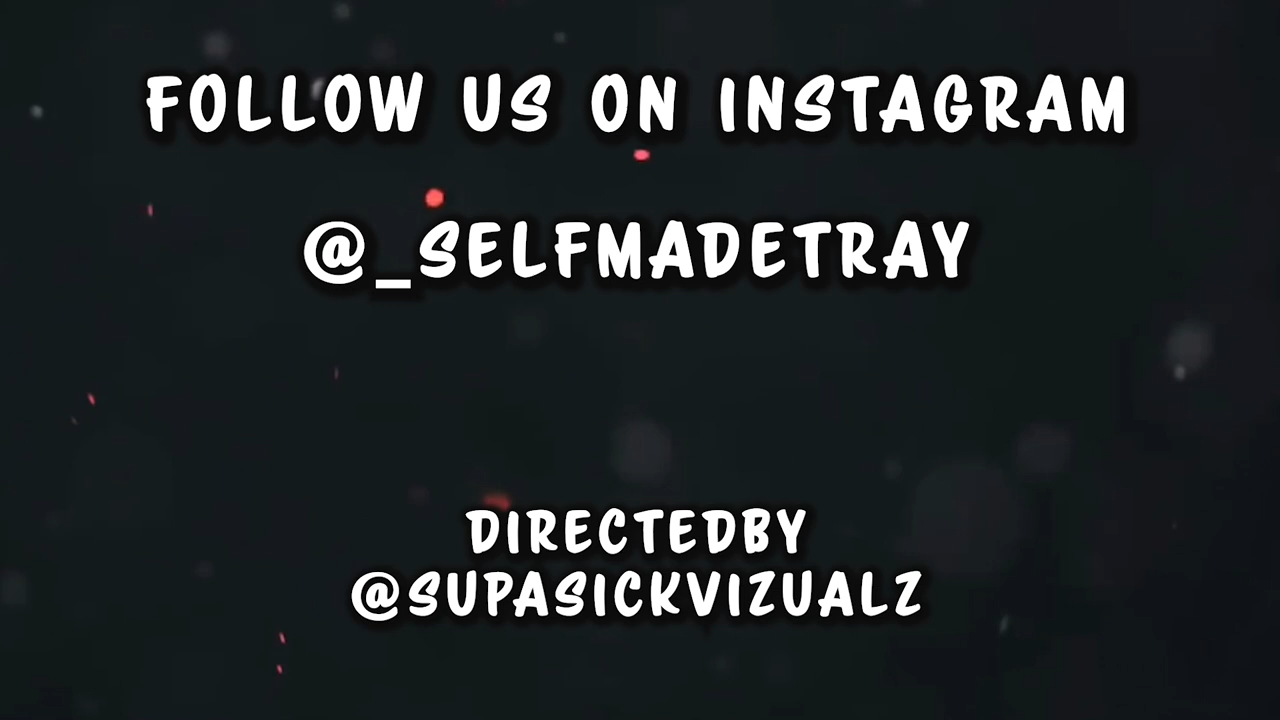 FOLLOW US ON INSTAGRAM
@_SELFMADETRAY
DIRECTEDBY
@SUPASICKVIZUALZ